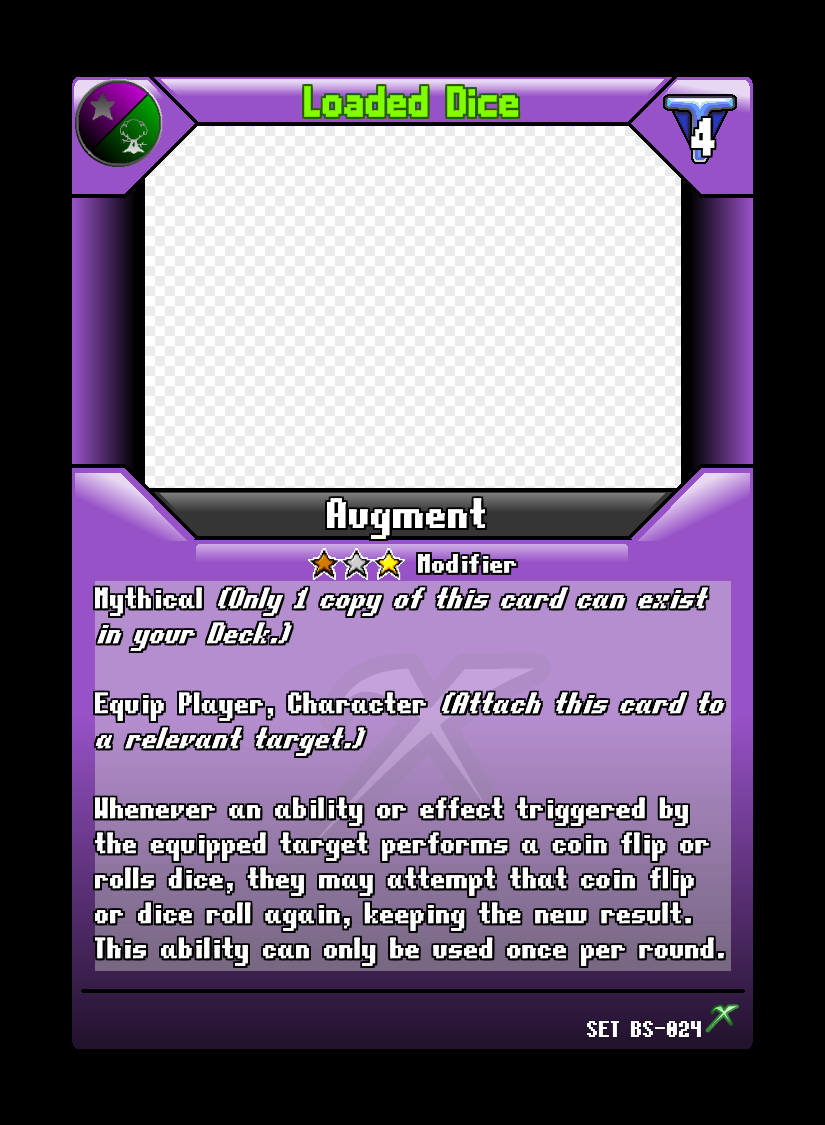 Loaded Dice
4
Augment
Modifier
Mythical (Only 1 copy of this card can exist
in your Deck.)
Equip Player, Character (Attach this card to
a relevant target.)
Whenever an ability or effect triggered by
the equipped target performs a coin flip or
rolls dice, they may attempt that coin flip
or dice roll again, keeping the new result.
This ability can only be used once per round.
SET BS-024